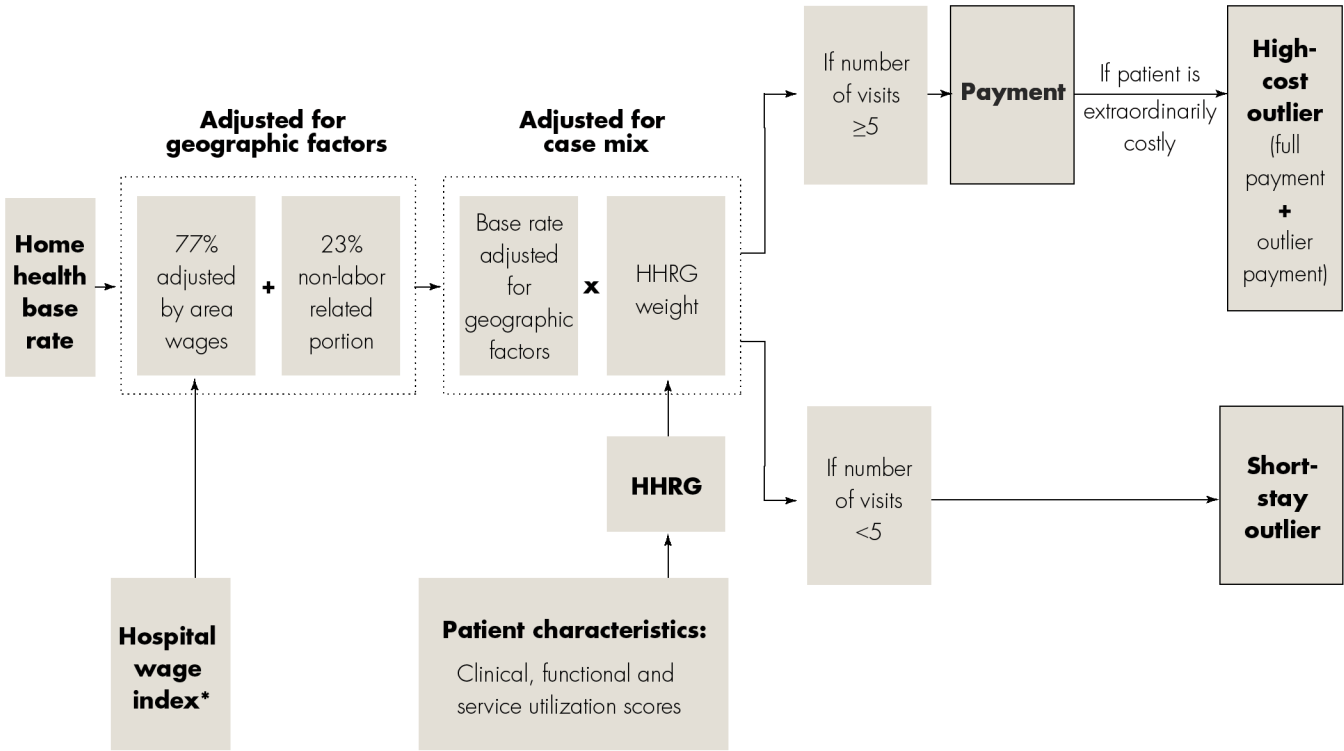 Adjusted for
geographic factors
Adjusted for
case mix
Home
health
base
rate
77%
adjusted
by area
wages
+
23%
non-labor
related
portion
Base rate
adjusted
for
geographic
factors
x
HHRG
weight
HHRG
Hospital
wage
index*
Patient characteristics:
Clinical, functional and
service utilization scores
If number
of visits
≥5
Payment
If patient is
extraordinarily
costly
High-
cost
outlier
(full
payment
+
outlier
payment)
If number
of visits
<5
Short-
stay
outlier